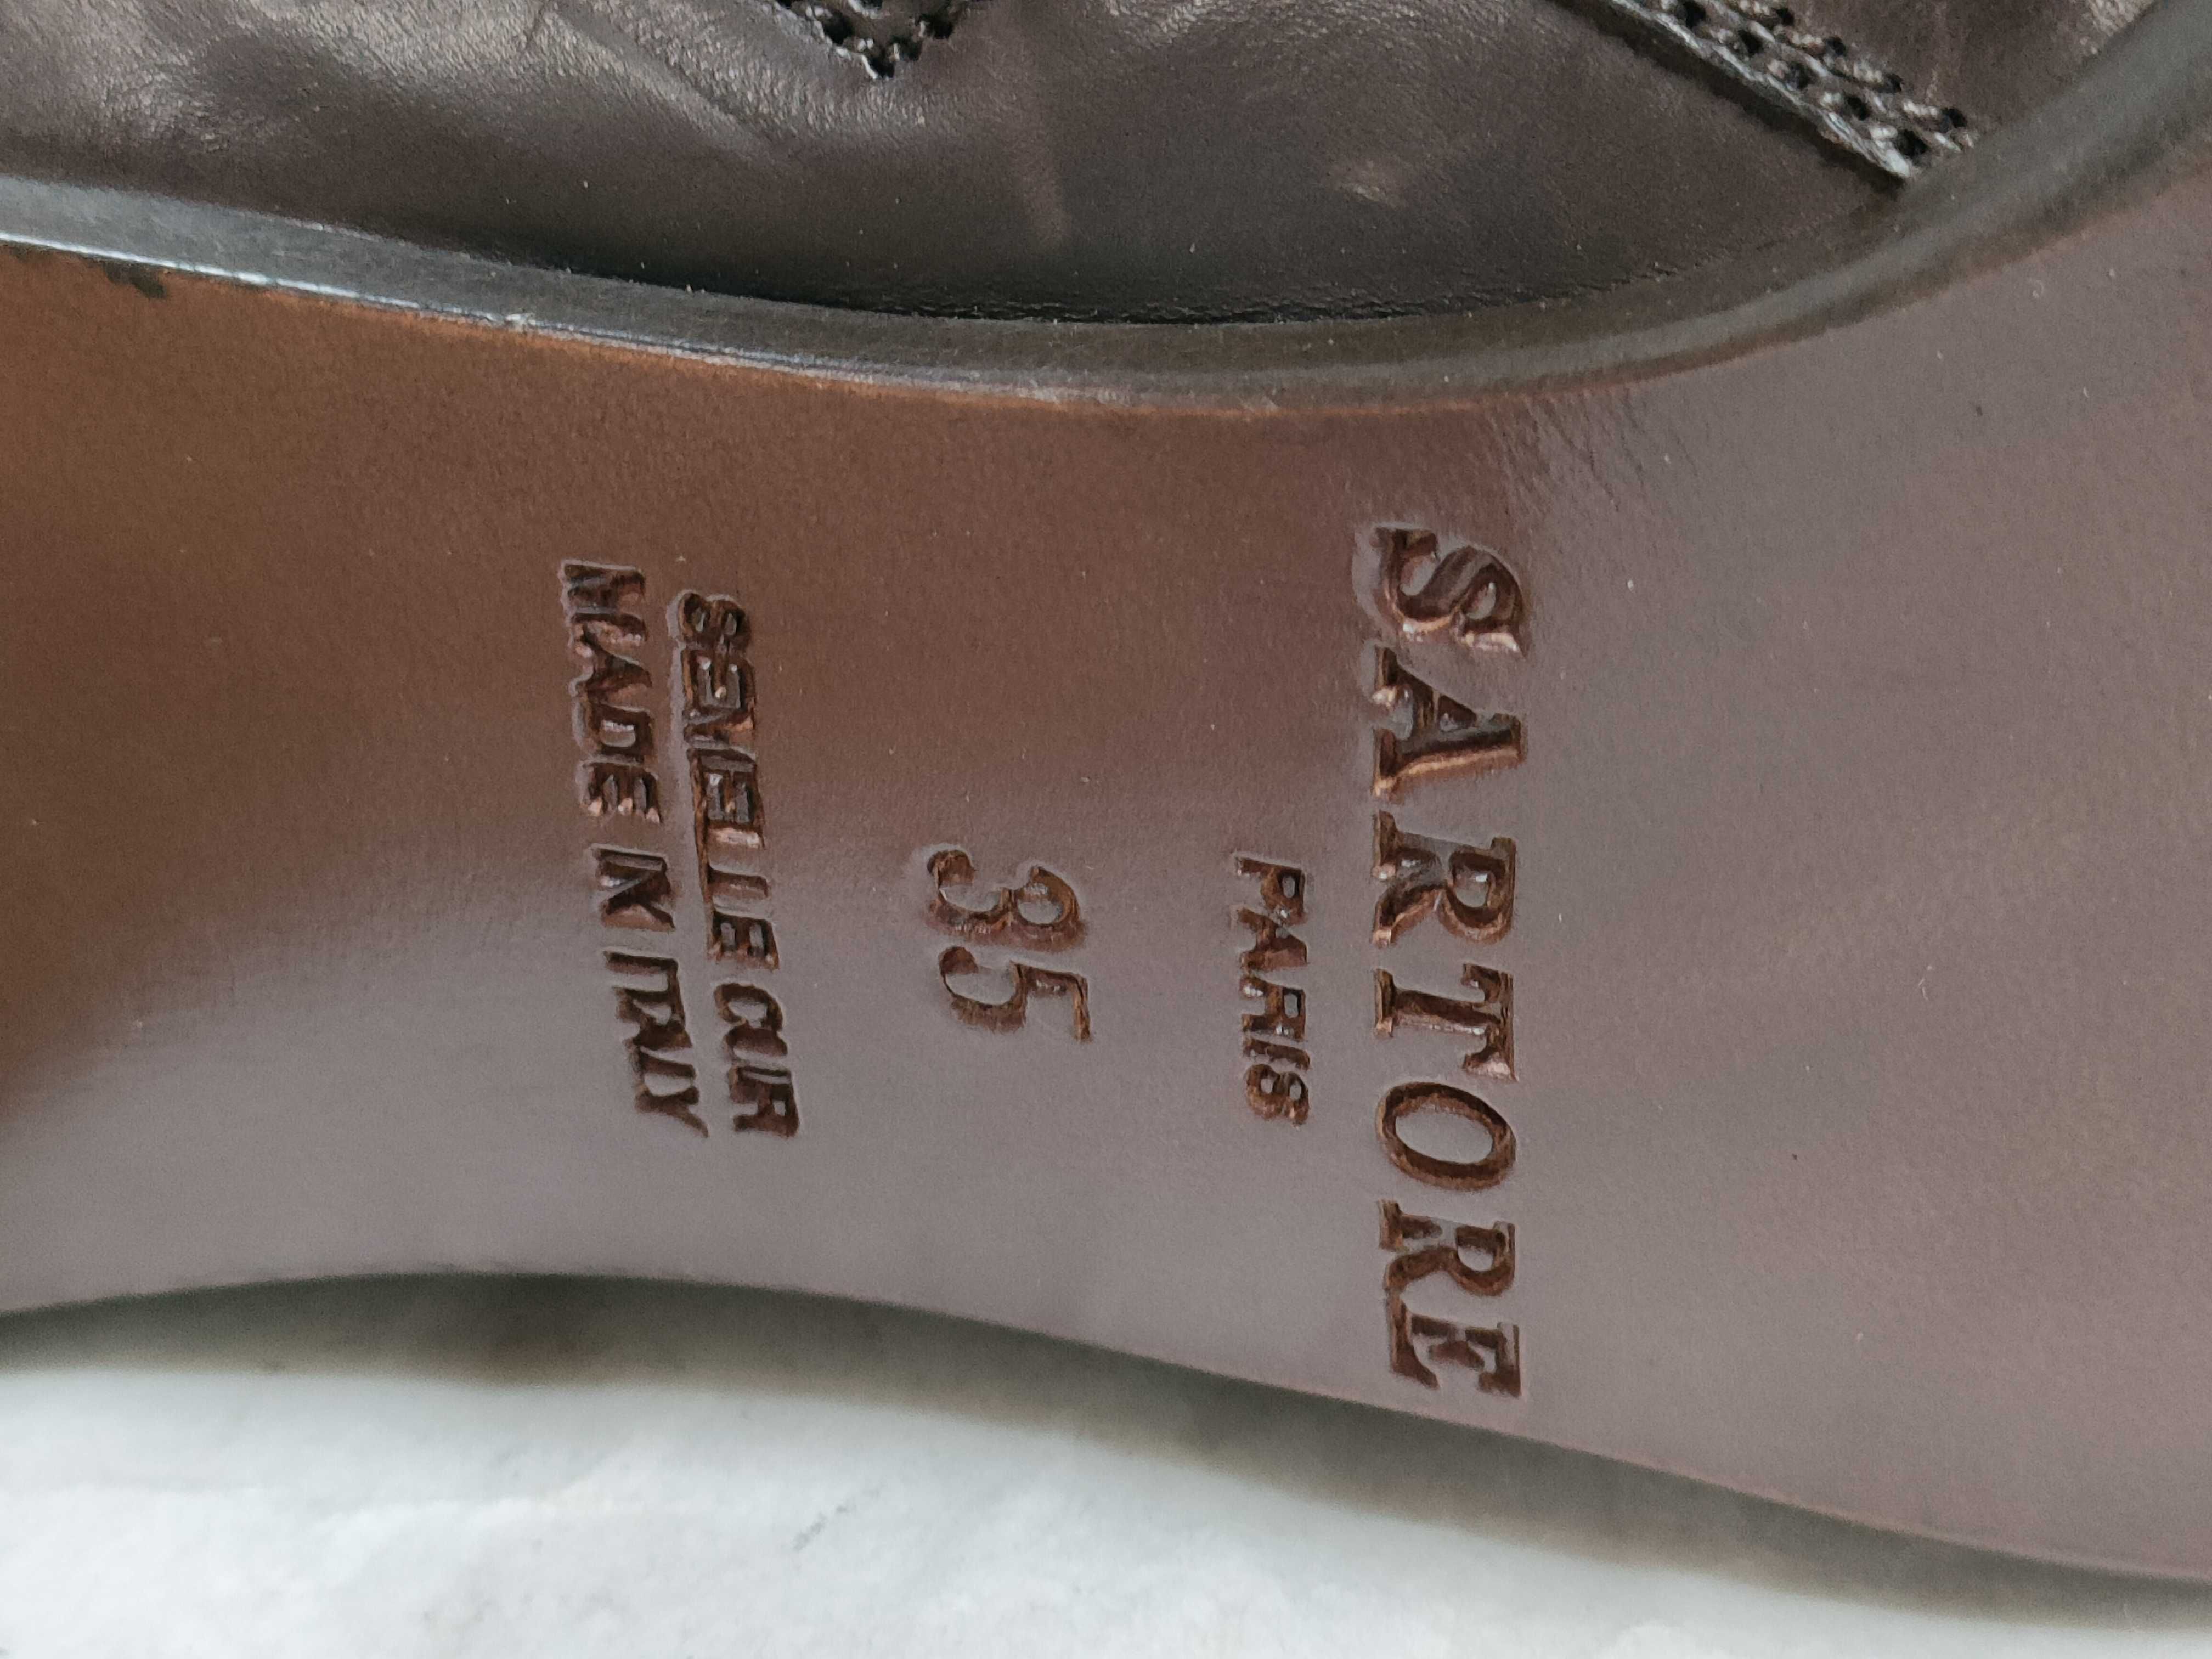 SARTORE
PARIS
35
SEMELLE CUIR
MADE IN ITALY